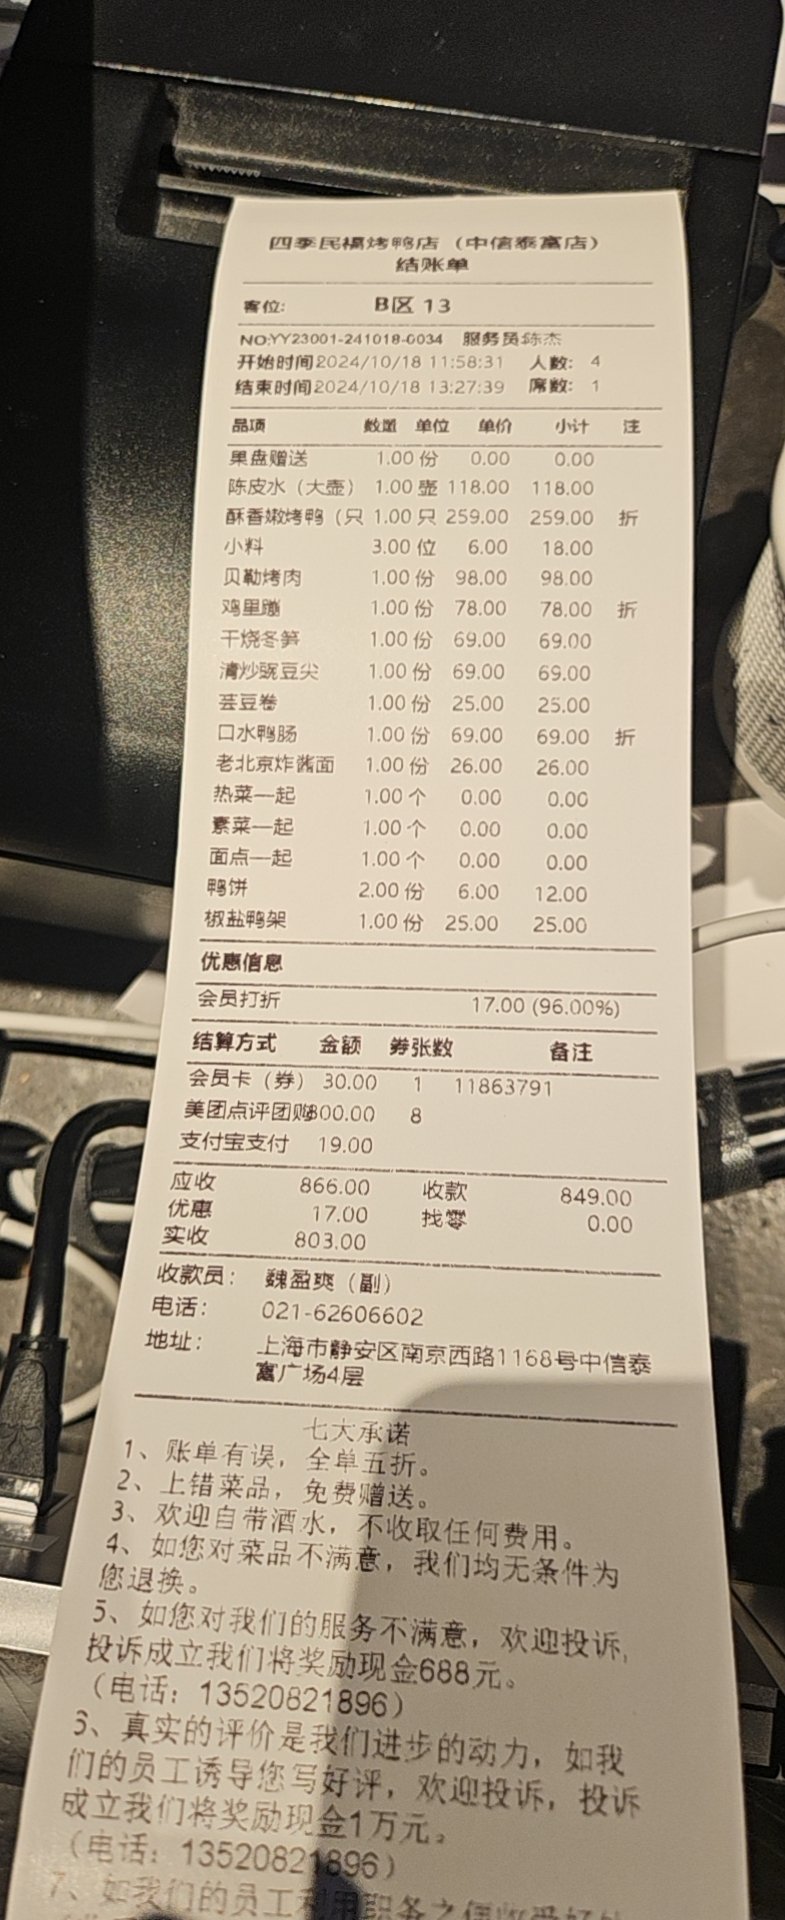 四季民福烤鸭店（中信泰富店）
结账单
客位: B区 13
NO:YY23001-241018-0034 服务员:陈杰
开始时间2024/10/18 11:58:31 人数: 4
结束时间2024/10/18 13:27:39 席数: 1
品项 数量 单位 单价 小计 注
果盘赠送 1.00 份 0.00 0.00
陈皮水（大壶） 1.00 壶 118.00 118.00
酥香嫩烤鸭（只 1.00 只 259.00 259.00 折
小料 3.00 位 6.00 18.00
贝勒烤肉 1.00 份 98.00 98.00
鸡里蹦 1.00 份 78.00 78.00 折
干烧冬笋 1.00 份 69.00 69.00
清炒豌豆尖 1.00 份 69.00 69.00
芸豆卷 1.00 份 25.00 25.00
口水鸭肠 1.00 份 69.00 69.00 折
老北京炸酱面 1.00 份 26.00 26.00
热菜一起 1.00 个 0.00 0.00
素菜一起 1.00 个 0.00 0.00
面点一起 1.00 个 0.00 0.00
鸭饼 2.00 份 6.00 12.00
椒盐鸭架 1.00 份 25.00 25.00
优惠信息
会员打折 17.00 (96.00%)
结算方式 金额 券张数 备注
会员卡（券） 30.00 1 11863791
美团点评团购800.00 8
支付宝支付 19.00
应收 866.00 收款 849.00
优惠 17.00 找零 0.00
实收 803.00
收款员: 魏盈爽（副）
电话: 021-62606602
地址: 上海市静安区南京西路1168号中信泰
富广场4层
七大承诺
1、账单有误，全单五折。
2、上错菜品，免费赠送。
3、欢迎自带酒水，不收取任何费用。
4、如您对菜品不满意，我们均无条件为
您退换。
5、如您对我们的服务不满意，欢迎投诉,
投诉成立我们将奖励现金688元。
（电话：13520821896）
6、真实的评价是我们进步的动力，如我
们的员工诱导您写好评，欢迎投诉，投诉
成立我们将奖励现金1万元。
（电话：13520821896）
7、如我们的员工利用职务之便收受好处